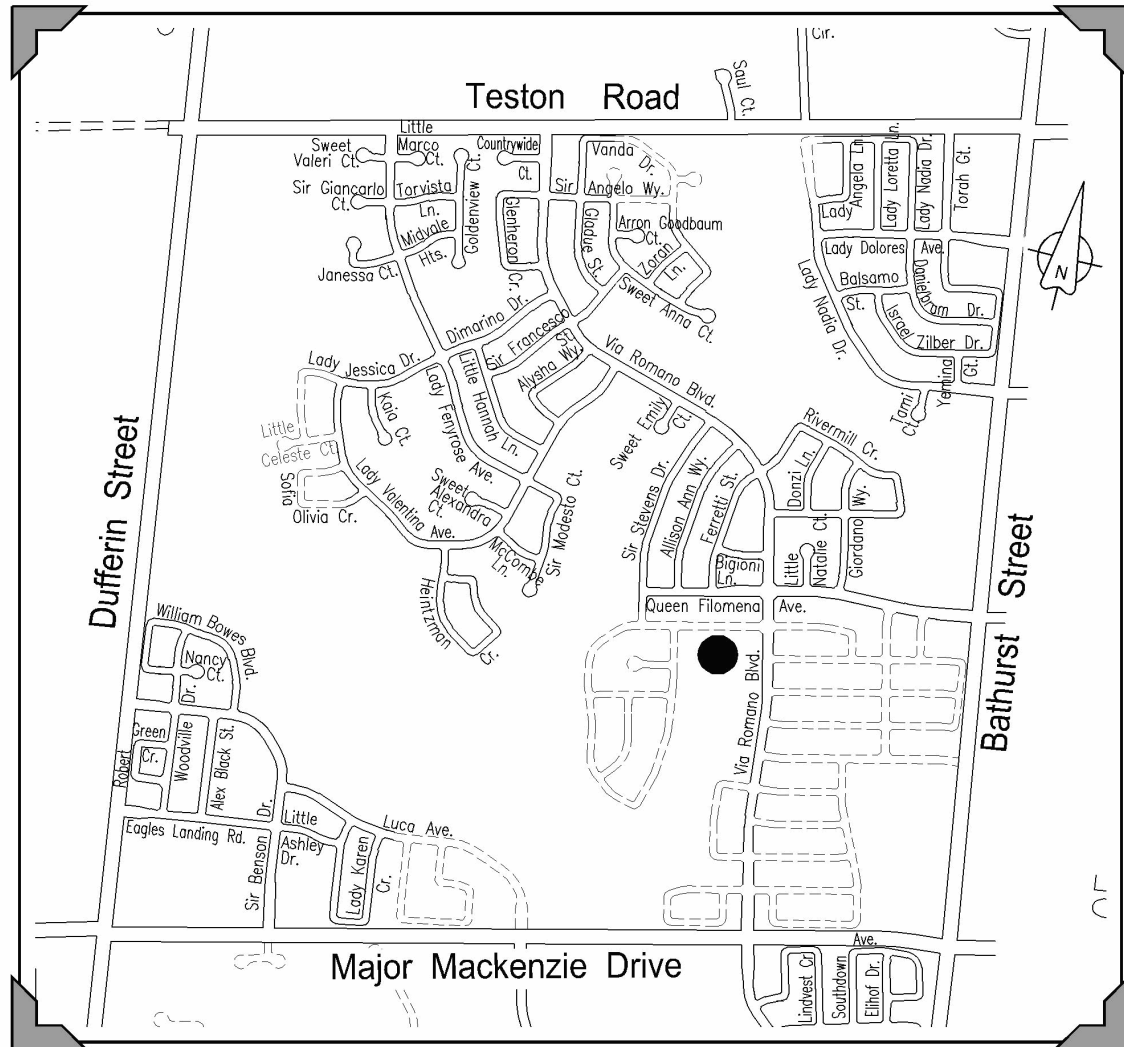 Cir.
Saul Ct.
Teston Road
Little
Marco
Ct.
Sweet
Valeri Ct.
Countrywide
Ct.
Sir Giancarlo
Ct.
Torvista
Ln.
Goldenview Ct.
Midvale
Hts.
Janessa Ct.
Glenheron
Cr.
Sir
Vanda Dr.
Angelo Wy.
Gladue St.
Arron Goodbaum
Ct.
Zoran
Ln.
Sweet Anna Ct.
Lady
Angela Ln
Lady Loretta Ln.
Lady Nadia Dr.
Torah Gt.
Lady Dolores
Ave.
Balsamo
St.
Danielbram Dr.
Israel
Zilber Dr.
Lady Nadia Dr.
Yemina
Gt.
Tami
Ct.
N
Dimarino Dr.
Sir Francesco
St.
Alysha Wy.
Via Romano Blvd.
Lady Jessica Dr.
Little Hannah Ln.
Lady Fenyrose Ave.
Kaia Ct.
Little
Celeste Ct.
Sofia
Olivia Cr.
Lady Valentina Ave.
Sweet
Alexandra
Ct.
McCombe
Ln.
Sir Modesto Ct.
Heintzman
Cr.
Sweet Emily
Ct.
Sir Stevens Dr.
Allison Ann Wy.
Ferretti St.
Bigioni
Ln.
Rivermill Cr.
Donzi
Ln.
Little
Natalie Ct.
Giordano
Wy.
Queen Filomena
Ave.
Via Romano Blvd.
Dufferin Street
Bathurst Street
William Bowes
Blvd.
Nancy
Ct.
Dr.
Green
Cr.
Robert
Woodville
Alex Black St.
Dr.
Eagles Landing Rd.
Sir Benson
Little
Ashley
Dr.
Luca Ave.
Lady Karen
Cr.
Major Mackenzie Drive
Ave.
Lindvest Cr
Southdown
Elihof Dr.